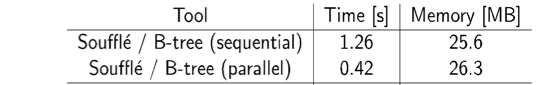 Tool Time [s] Memory [MB]
Soufflé / B-tree (sequential) 1.26 25.6
Soufflé / B-tree (parallel) 0.42 26.3